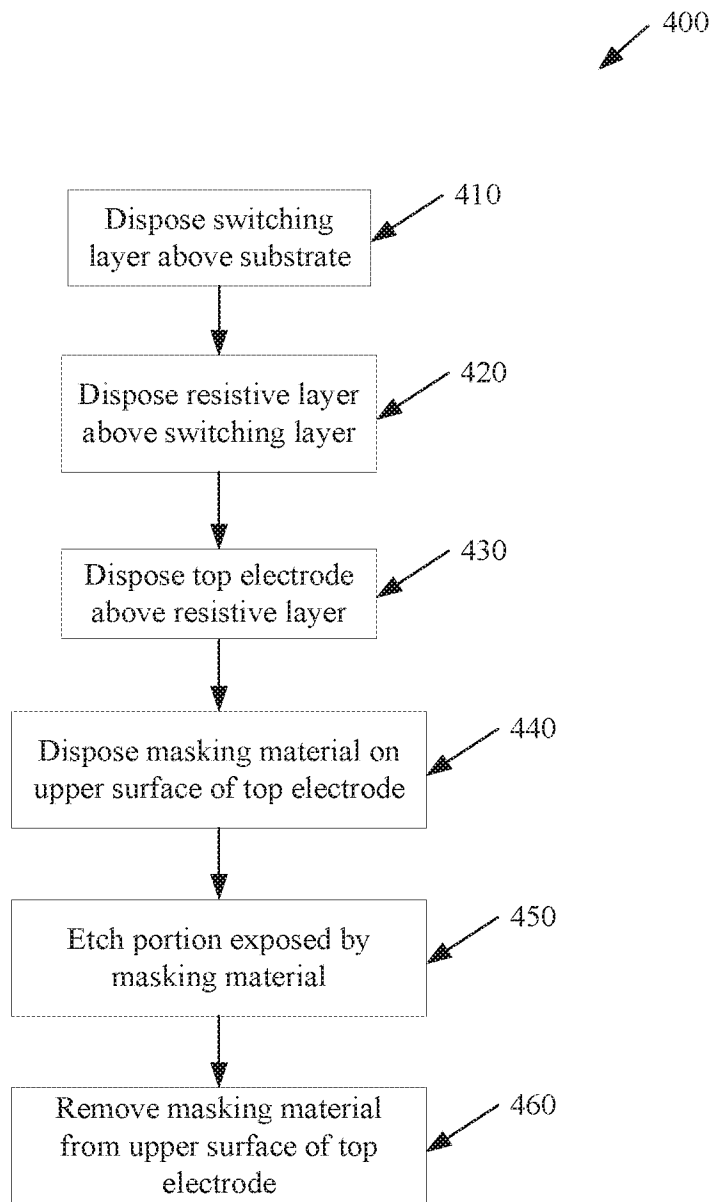 400
410
Dispose switching
layer above substrate
420
Dispose resistive layer
above switching layer
430
Dispose top electrode
above resistive layer
440
Dispose masking material on
upper surface of top electrode
450
Etch portion exposed by
masking material
460
Remove masking material
from upper surface of top
electrode